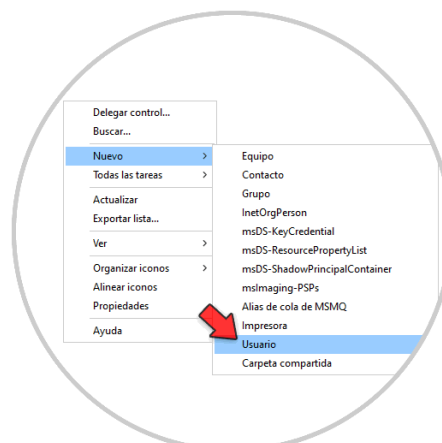 Delegar control...
Buscar...
Nuevo
Todas las tareas
Actualizar
Exportar lista...
Ver
Organizar iconos
Alinear iconos
Propiedades
Ayuda
Equipo
Contacto
Grupo
InetOrgPerson
msDS-KeyCredential
msDS-ResourcePropertyList
msDS-ShadowPrincipalContainer
msImaging-PSPs
Alias de cola de MSMQ
Impresora
Usuario
Carpeta compartida